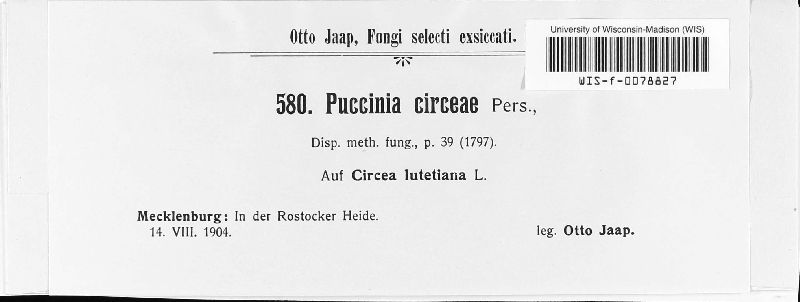 Otto Jaap, Fungi selecti exsiccati.
University of Wisconsin-Madison (WIS)
WIS-f-0078827
580. Puccinia circeae Pers.,
Disp. meth. fung., p. 39 (1797).
Auf Circea lutetiana L.
Mecklenburg: In der Rostocker Heide.
14. VIII. 1904.
leg. Otto Jaap.